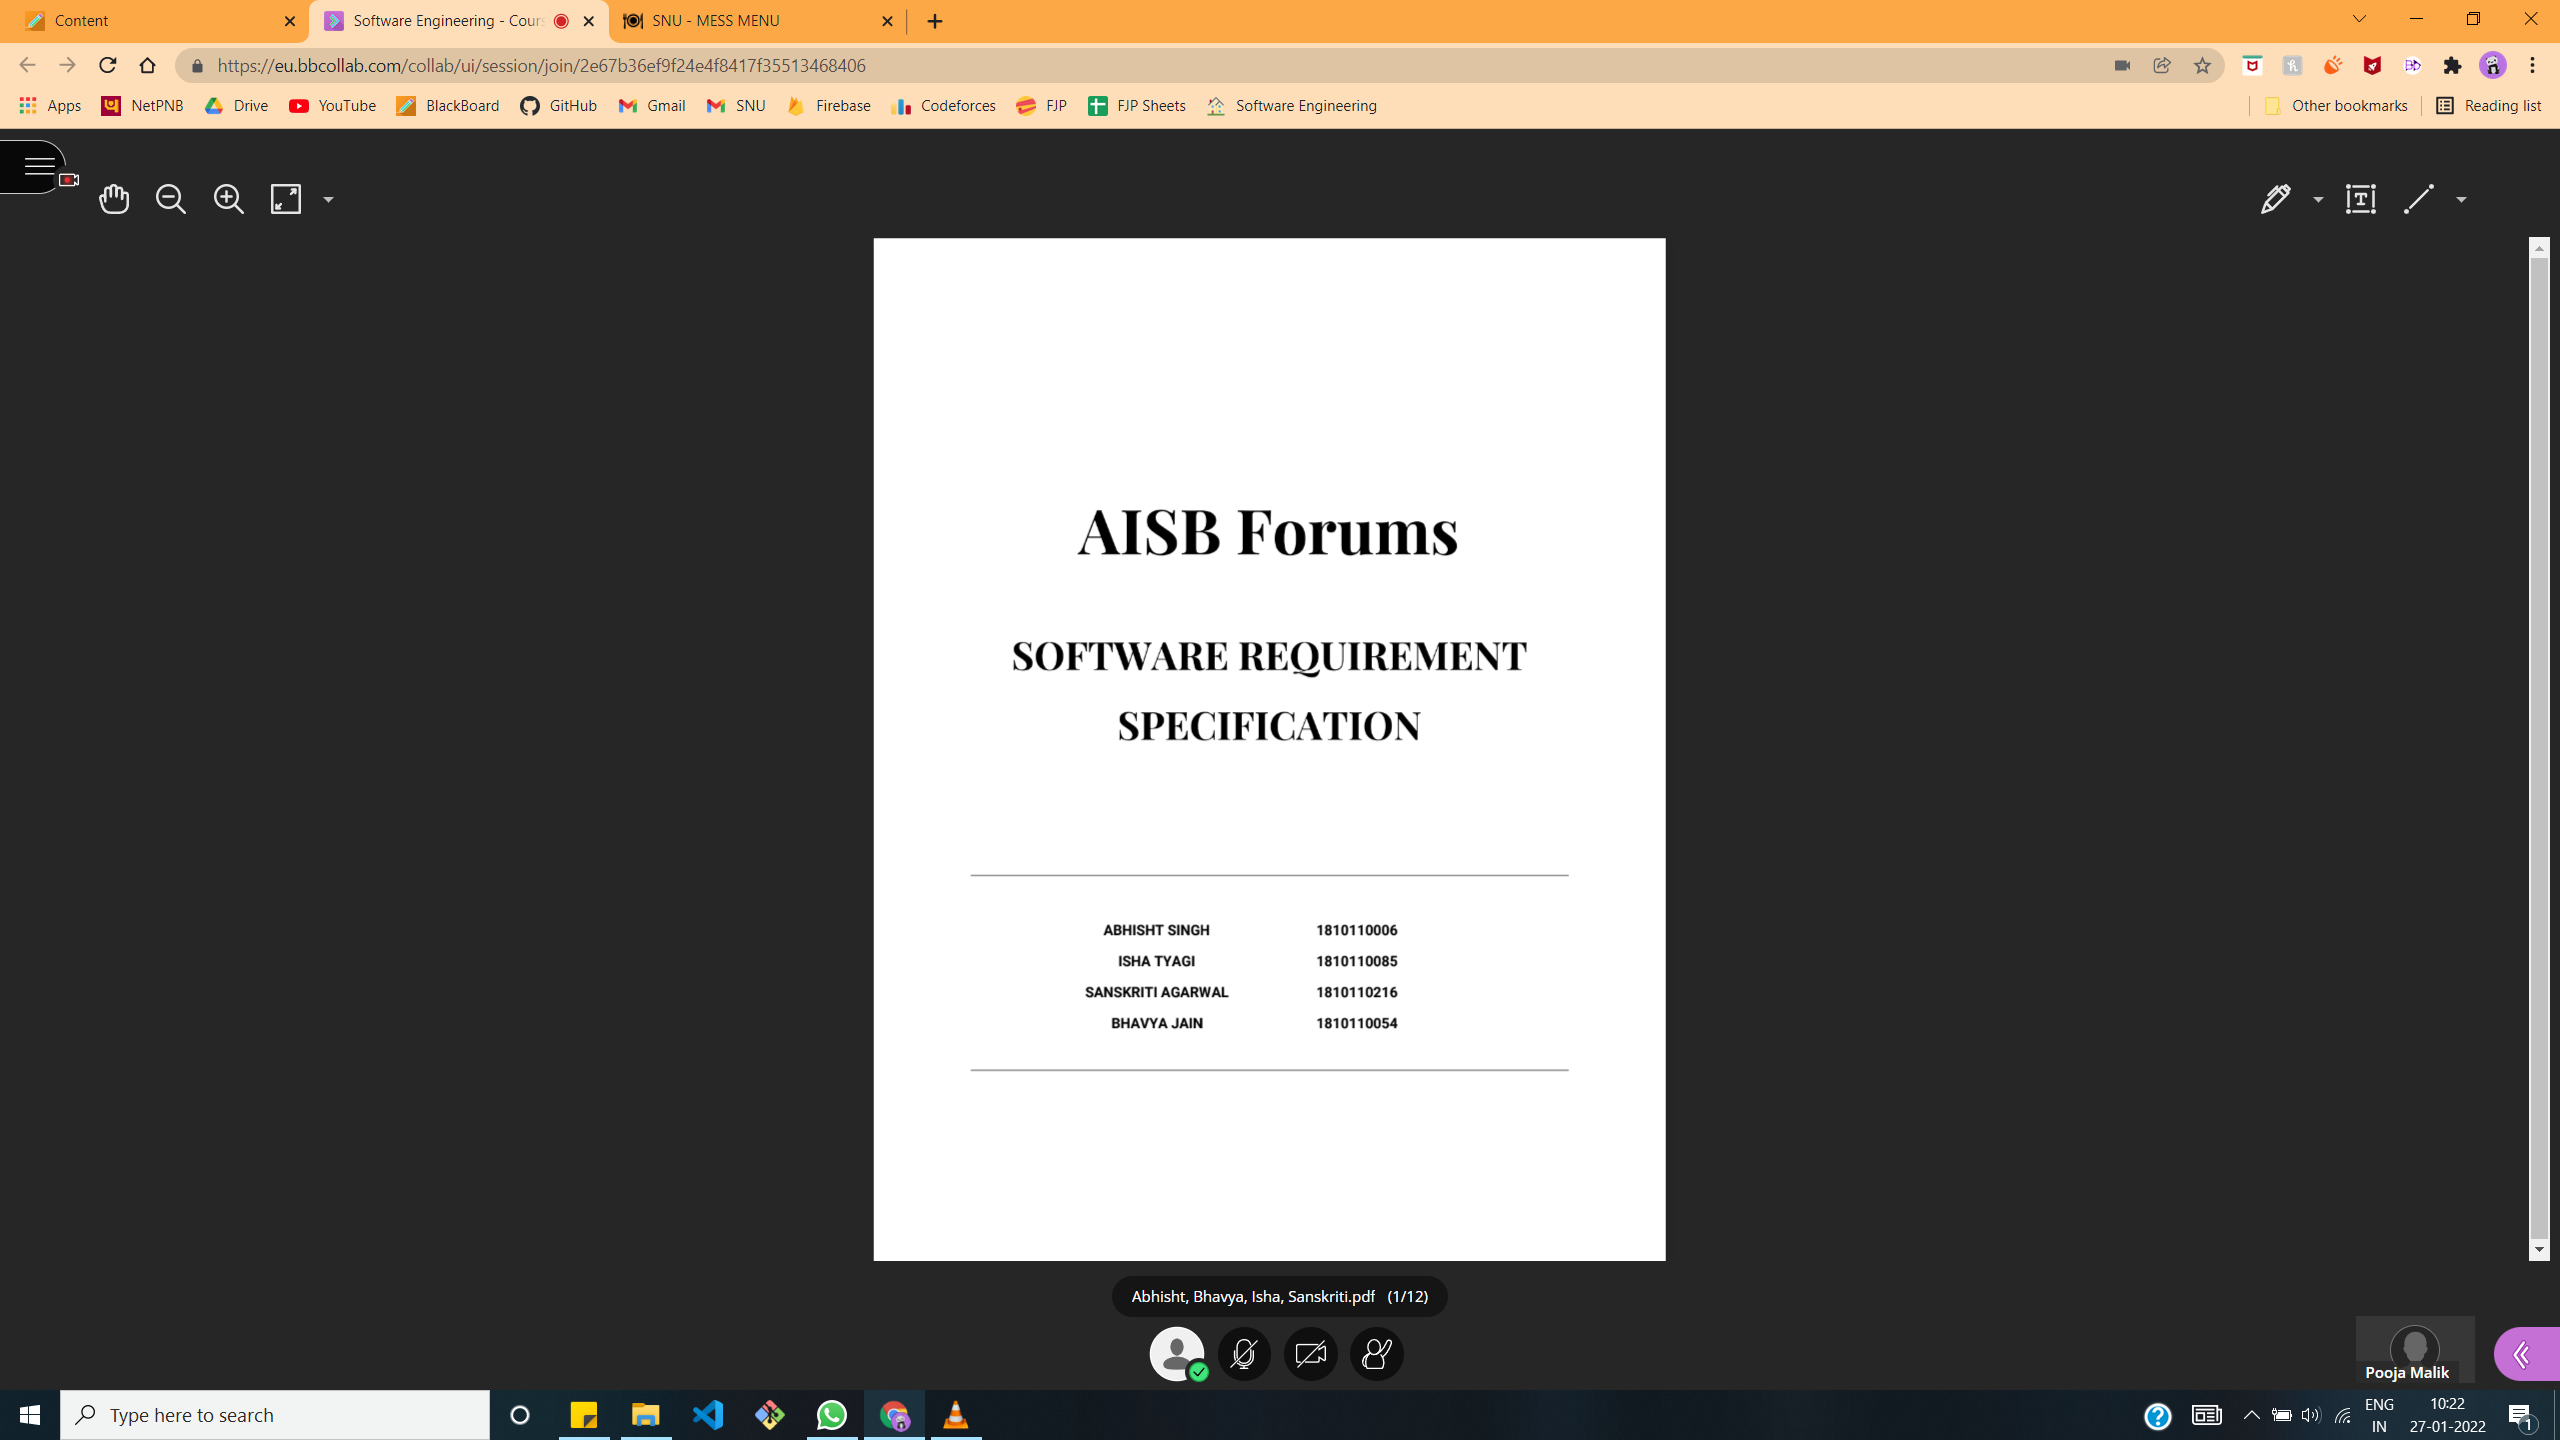 Content
Software Engineering - Cour
SNU - MESS MENU
https://eu.bbcollab.com/collab/ui/session/join/2e67b36ef9f24e4f8417f35513468406
Apps NetPNB Drive YouTube BlackBoard GitHub Gmail SNU Firebase Codeforces FJP FJP Sheets Software Engineering Other bookmarks Reading list
AISB Forums
SOFTWARE REQUIREMENT
SPECIFICATION
ABHISHT SINGH 1810110006
ISHA TYAGI 1810110085
SANSKRITI AGARWAL 1810110216
BHAVYA JAIN 1810110054
Abhisht, Bhavya, Isha, Sanskriti.pdf (1/12)
Pooja Malik
Type here to search
ENG
IN
10:22
27-01-2022
1